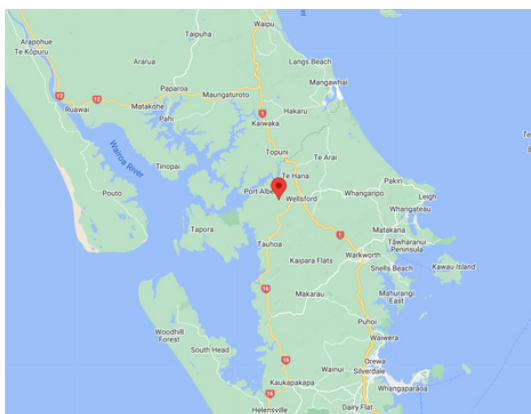 Waipu
Arapohue
Te Kōpuru
Taipuha
Ararua
Langs Beach
Mangawhai
Paparoa
Maungaturoto
12
12
Ruawai
Matakohe
Hakaru
Pahi
1
Kaiwaka
Wairoa River
Tinopai
Topuni
Te Arai
Te Hana
Pouto
Port Albe
Wellsford
Whangaripo
Pakiri
Leigh
Whangateau
Tapora
Matakana
Tauhoa
1
Tāwharanui
Peninsula
Kaipara Flats
Warkworth
Snells Beach
Kawau Island
16
Makarau
Mahurangi
East
Woodhill
Forest
Puhoi
South Head
Waiwera
16
Wainui
Orewa
Silverdale
Kaukapakapa
Whangaparāoa
16
Helensville
Dairy Flat